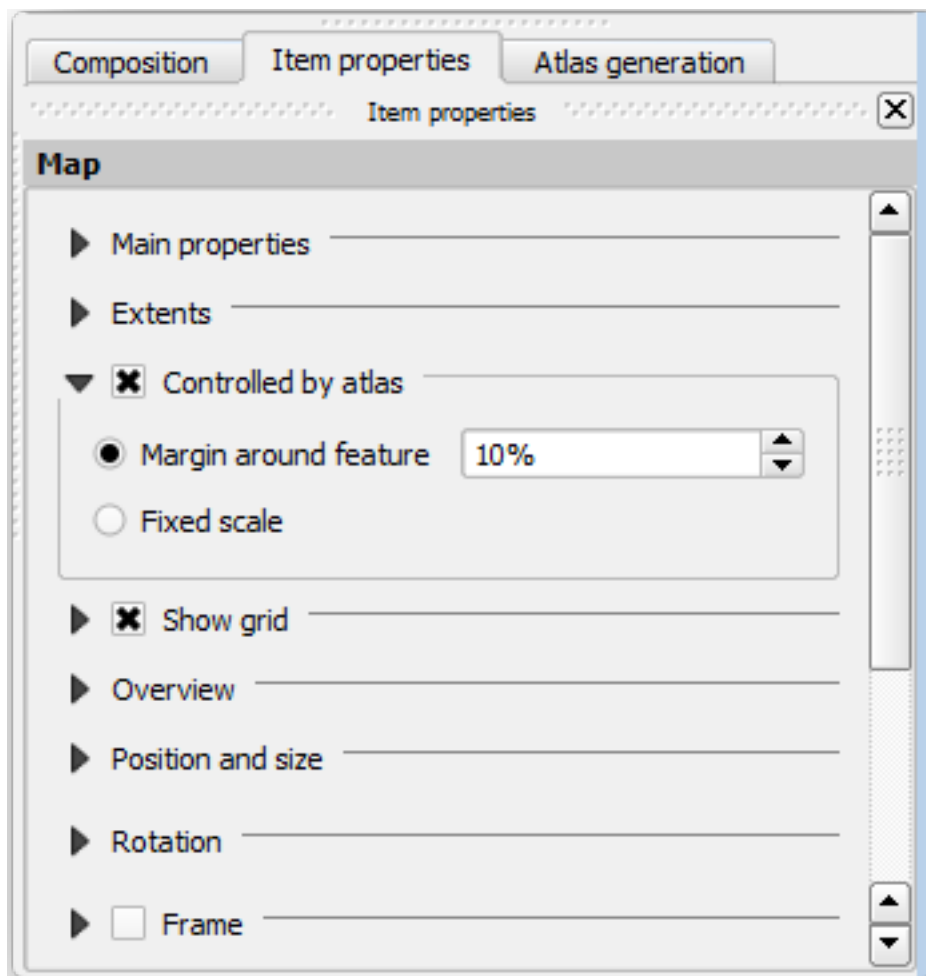 Composition Item properties Atlas generation
Item properties
Map
Main properties
Extents
Controlled by atlas
Margin around feature 10%
Fixed scale
Show grid
Overview
Position and size
Rotation
Frame